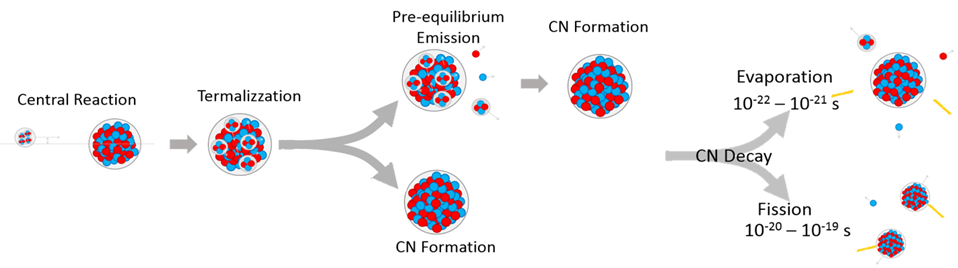 Central Reaction
Termalizzation
Pre-equilibrium
Emission
CN Formation
CN Formation
CN Decay
Evaporation
10⁻²² – 10⁻²¹ s
Fission
10⁻²⁰ – 10⁻¹⁹ s